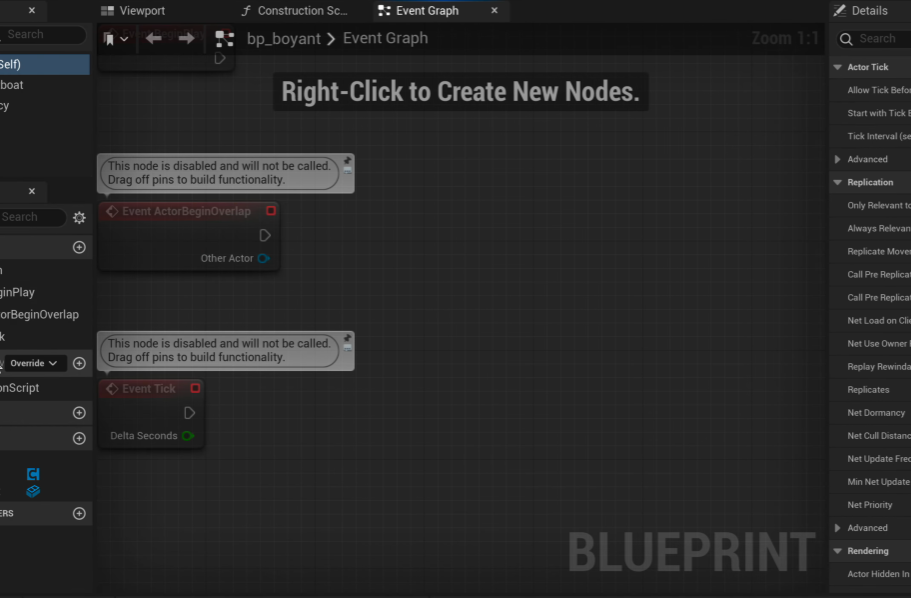 Viewport
Construction Sc...
Event Graph
Details
Search
bp_boyant
Event Graph
Zoom 1:1
Search
Self)
boat
cy
Right-Click to Create New Nodes.
This node is disabled and will not be called.
Drag off pins to build functionality.
Event ActorBeginOverlap
Other Actor
Search
ginPlay
orBeginOverlap
Override
onScript
ERS
This node is disabled and will not be called.
Drag off pins to build functionality.
Event Tick
Delta Seconds
BLUEPRINT
Actor Tick
Allow Tick Befor
Start with Tick E
Tick Interval (se
Advanced
Replication
Only Relevant to
Always Relevan
Replicate Movem
Call Pre Replicat
Call Pre Replicat
Net Load on Clie
Net Use Owner R
Replay Rewinda
Replicates
Net Dormancy
Net Cull Distanc
Net Update Freq
Min Net Update
Net Priority
Advanced
Rendering
Actor Hidden In